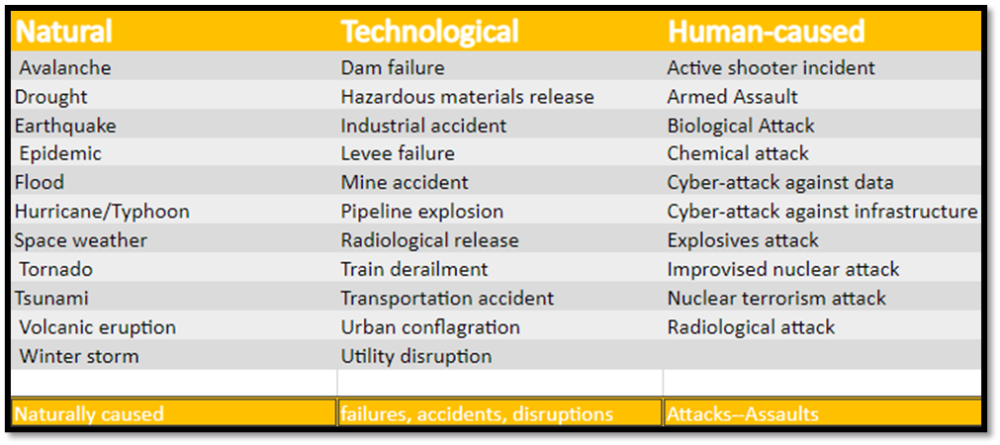 Natural Technological Human-caused
Avalanche Dam failure Active shooter incident
Drought Hazardous materials release Armed Assault
Earthquake Industrial accident Biological Attack
Epidemic Levee failure Chemical attack
Flood Mine accident Cyber-attack against data
Hurricane/Typhoon Pipeline explosion Cyber-attack against infrastructure
Space weather Radiological release Explosives attack
Tornado Train derailment Improvised nuclear attack
Tsunami Transportation accident Nuclear terrorism attack
Volcanic eruption Urban conflagration Radiological attack
Winter storm Utility disruption
Naturally caused failures, accidents, disruptions Attacks--Assaults